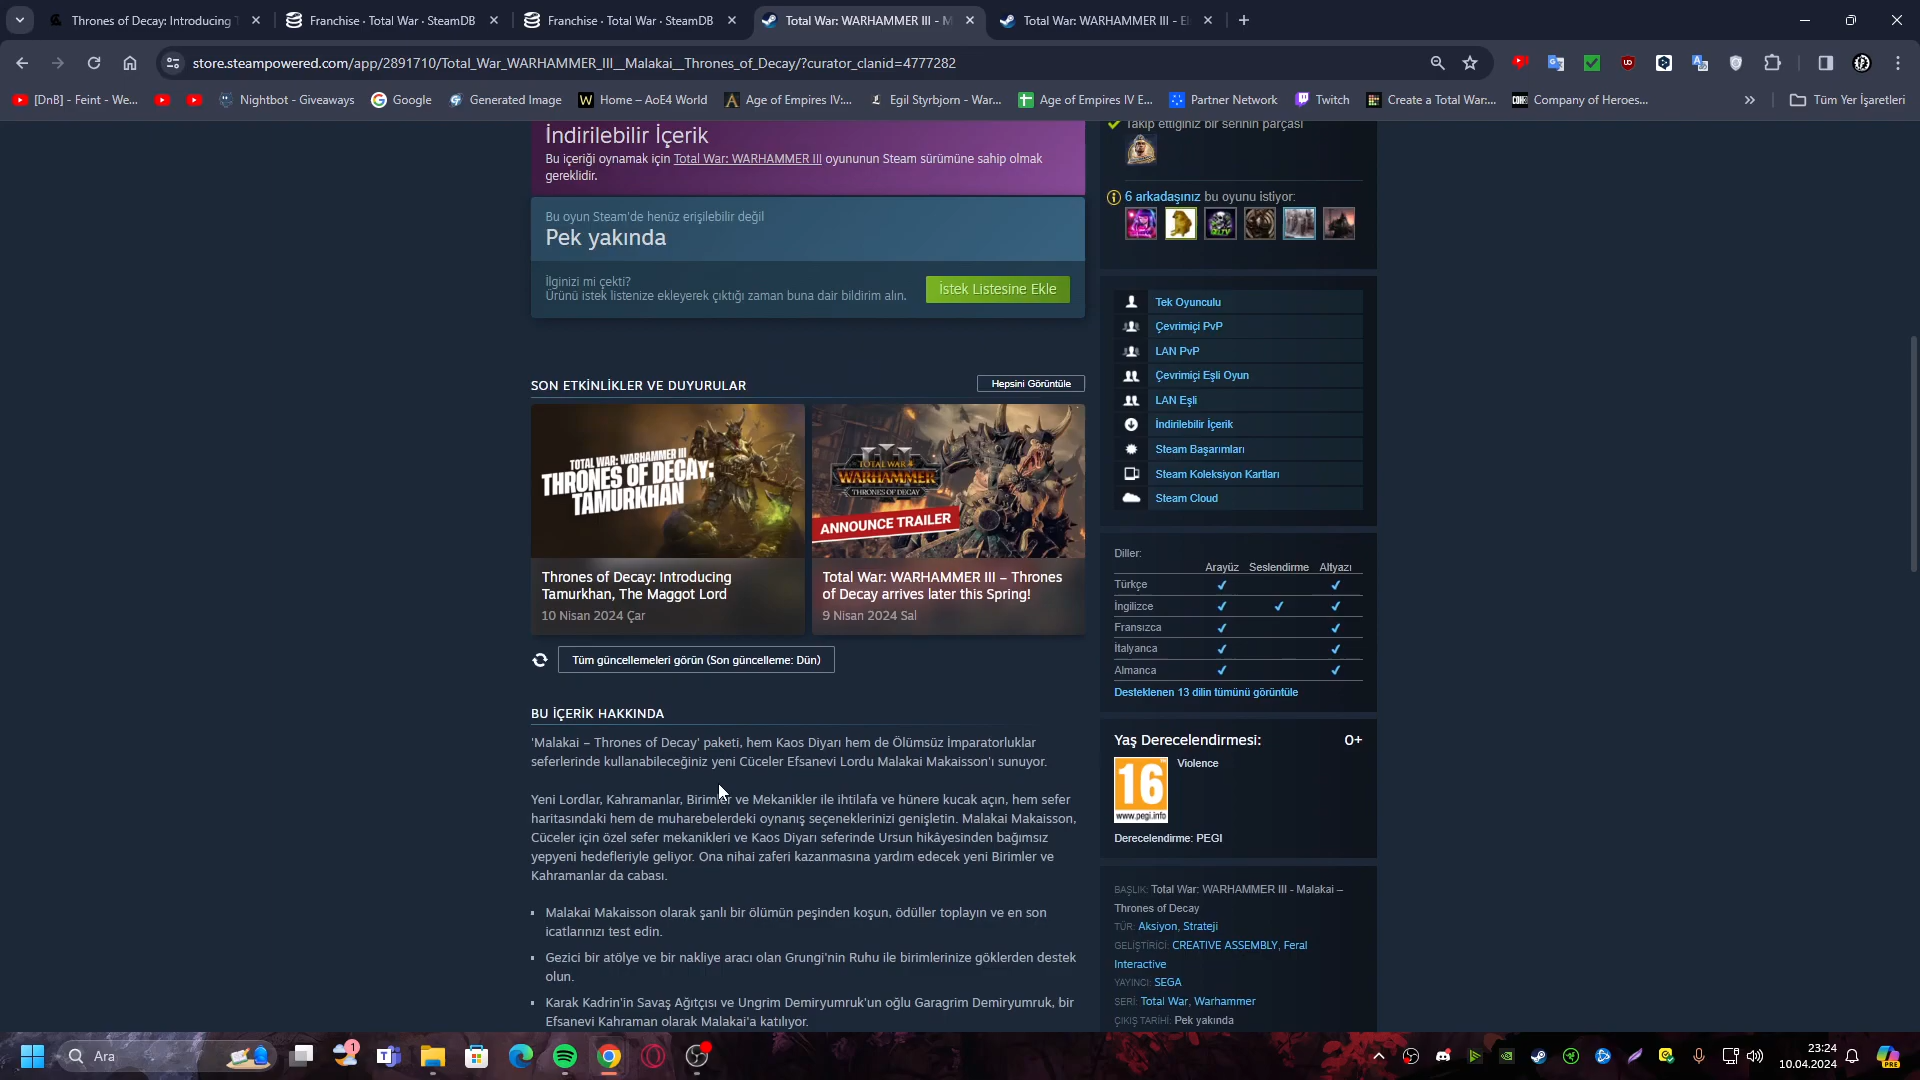 Thrones of Decay: Introducing T
Franchise · Total War · SteamDB
Franchise · Total War · SteamDB
Total War: WARHAMMER III - M
Total War: WARHAMMER III - El
store.steampowered.com/app/2891710/Total_War_WARHAMMER_III__Malakai__Thrones_of_Decay/?curator_clanid=4777282
[DnB] - Feint - We...
Nightbot - Giveaways
Google
Generated Image
Home – AoE4 World
Age of Empires IV:...
Egil Styrbjorn - War...
Age of Empires IV E...
Partner Network
Twitch
Create a Total War:...
Company of Heroes...
Tüm Yer İşaretleri
İndirilebilir İçerik
Bu içeriği oynamak için Total War: WARHAMMER III oyununun Steam sürümüne sahip olmak
gereklidir.
Bu oyun Steam'de henüz erişilebilir değil
Pek yakında
İlginizi mi çekti?
Ürünü istek listenize ekleyerek çıktığı zaman buna dair bildirim alın.
İstek Listesine Ekle
SON ETKİNLİKLER VE DUYURULAR
Hepsini Görüntüle
TOTAL WAR: WARHAMMER III
THRONES OF DECAY:
TAMURKHAN
TOTAL WAR
WARHAMMER
THRONES OF DECAY
ANNOUNCE TRAILER
Thrones of Decay: Introducing
Tamurkhan, The Maggot Lord
10 Nisan 2024 Çar
Total War: WARHAMMER III – Thrones
of Decay arrives later this Spring!
9 Nisan 2024 Sal
Tüm güncellemeleri görün (Son güncelleme: Dün)
BU İÇERİK HAKKINDA
'Malakai – Thrones of Decay' paketi, hem Kaos Diyarı hem de Ölümsüz İmparatorluklar
seferlerinde kullanabileceğiniz yeni Cüceler Efsanevi Lordu Malakai Makaisson'ı sunuyor.
Yeni Lordlar, Kahramanlar, Birimler ve Mekanikler ile ihtilafa ve hünere kucak açın, hem sefer
haritasındaki hem de muharebelerdeki oynanış seçeneklerinizi genişletin. Malakai Makaisson,
Cüceler için özel sefer mekanikleri ve Kaos Diyarı seferinde Ursun hikâyesinden bağımsız
yepyeni hedefleriyle geliyor. Ona nihai zaferi kazanmasına yardım edecek yeni Birimler ve
Kahramanlar da cabası.
Malakai Makaisson olarak şanlı bir ölümün peşinden koşun, ödüller toplayın ve en son
icatlarınızı test edin.
Gezici bir atölye ve bir nakliye aracı olan Grungi'nin Ruhu ile birimlerinize göklerden destek
olun.
Karak Kadrin'in Savaş Ağıtçısı ve Ungrim Demiryumruk'un oğlu Garagrim Demiryumruk, bir
Efsanevi Kahraman olarak Malakai'a katılıyor.
Takip ettiğiniz bir serinin parçası
6 arkadaşınız bu oyunu istiyor:
Tek Oyunculu
Çevrimiçi PvP
LAN PvP
Çevrimiçi Eşli Oyun
LAN Eşli
İndirilebilir İçerik
Steam Başarımları
Steam Koleksiyon Kartları
Steam Cloud
Diller:
Arayüz Seslendirme Altyazı
Türkçe ✔ ✔
İngilizce ✔ ✔ ✔
Fransızca ✔ ✔
İtalyanca ✔ ✔
Almanca ✔ ✔
Desteklenen 13 dilin tümünü görüntüle
Yaş Derecelendirmesi: 0+
16
www.pegi.info
Violence
Derecelendirme: PEGI
BAŞLIK: Total War: WARHAMMER III - Malakai –
Thrones of Decay
TÜR: Aksiyon, Strateji
GELİŞTİRİCİ: CREATIVE ASSEMBLY, Feral
Interactive
YAYINCI: SEGA
SERİ: Total War, Warhammer
ÇIKIŞ TARİHİ: Pek yakında
Ara
1
23:24
10.04.2024
PRE